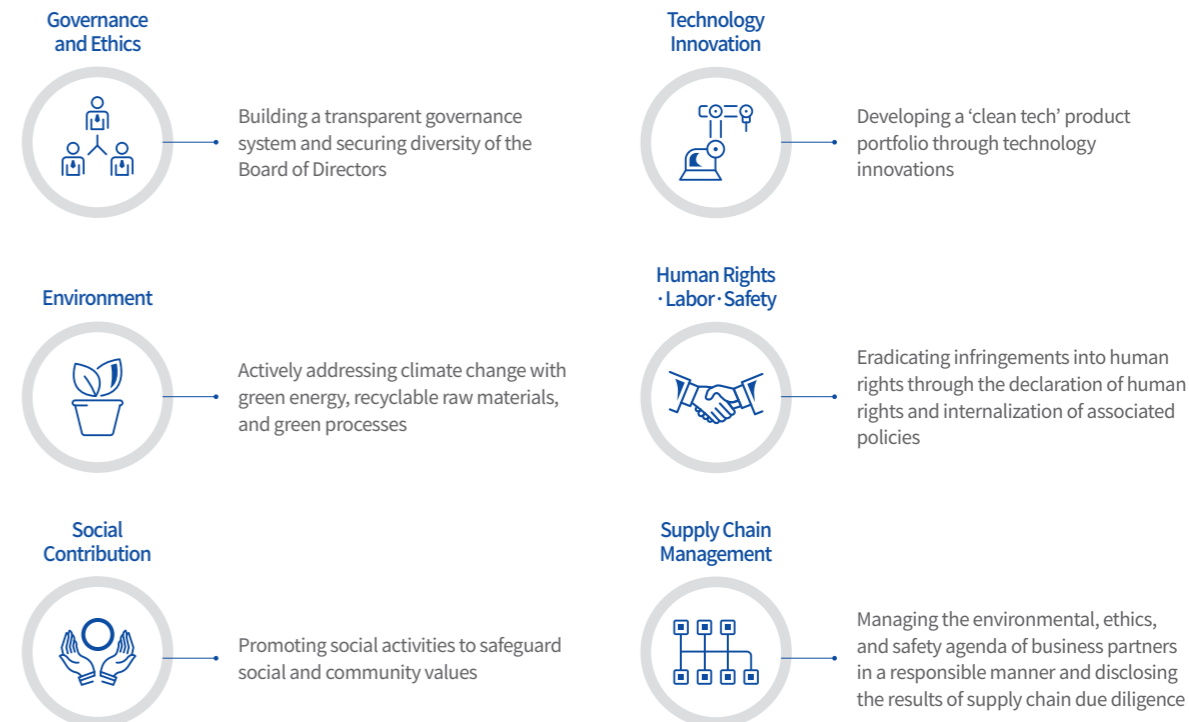 Governance
and Ethics
Building a transparent governance
system and securing diversity of the
Board of Directors
Technology
Innovation
Developing a ‘clean tech’ product
portfolio through technology
innovations
Environment
Actively addressing climate change with
green energy, recyclable raw materials,
and green processes
Human Rights
· Labor · Safety
Eradicating infringements into human
rights through the declaration of human
rights and internalization of associated
policies
Social
Contribution
Promoting social activities to safeguard
social and community values
Supply Chain
Management
Managing the environmental, ethics,
and safety agenda of business partners
in a responsible manner and disclosing
the results of supply chain due diligence